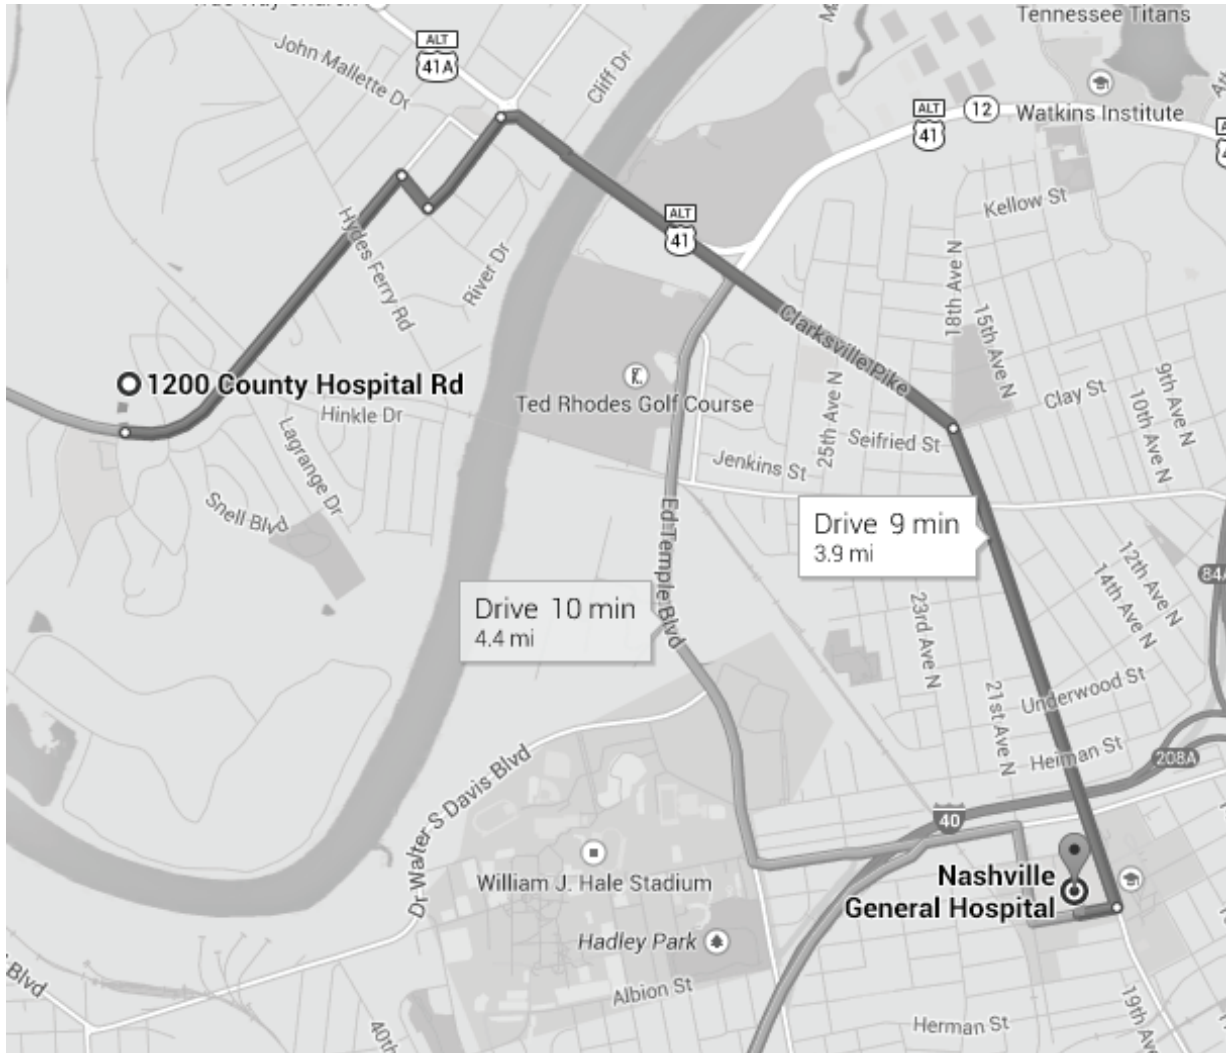 Tennessee Titans
ALT
41A
John Mallette Dr
Cliff Dr
ALT
41
12
Watkins Institute
Kellow St
Hydes Ferry Rd
River Dr
ALT
41
18th Ave N
15th Ave N
Clarksville Pike
1200 County Hospital Rd
Hinkle Dr
Ted Rhodes Golf Course
25th Ave N
Clay St
9th Ave N
10th Ave N
Seifried St
Jenkins St
Lagrange Dr
Snell Blvd
Ed Temple Blvd
Drive 9 min
3.9 mi
12th Ave N
14th Ave N
84A
Drive 10 min
4.4 mi
23rd Ave N
21st Ave N
Underwood St
Heiman St
208A
Dr Walter S Davis Blvd
40
William J. Hale Stadium
Nashville
General Hospital
Hadley Park
Albion St
Blvd
40th
Herman St
19th Ave